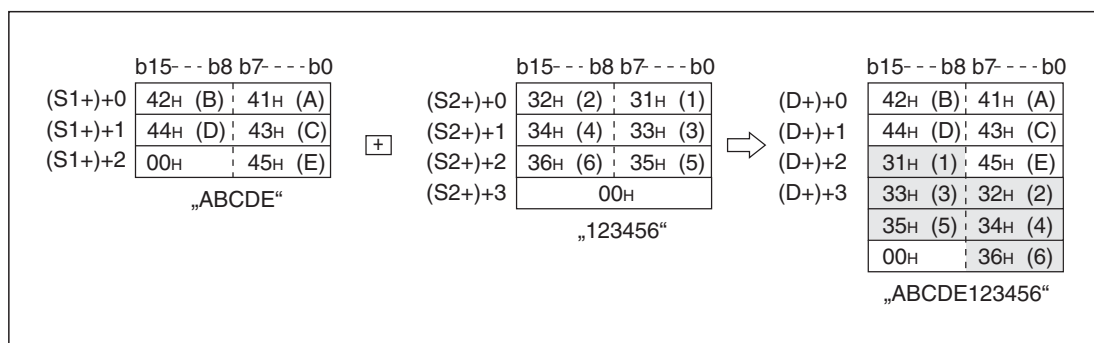 b15- - - b8 b7- - - -b0
(S1+)+0 42H (B) 41H (A)
(S1+)+1 44H (D) 43H (C)
(S1+)+2 00H 45H (E)
„ABCDE“
+
b15- - - b8 b7- - - -b0
(S2+)+0 32H (2) 31H (1)
(S2+)+1 34H (4) 33H (3)
(S2+)+2 36H (6) 35H (5)
(S2+)+3 00H
„123456“
b15- - - b8 b7- - - -b0
(D+)+0 42H (B) 41H (A)
(D+)+1 44H (D) 43H (C)
(D+)+2 31H (1) 45H (E)
(D+)+3 33H (3) 32H (2)
35H (5) 34H (4)
00H 36H (6)
„ABCDE123456“